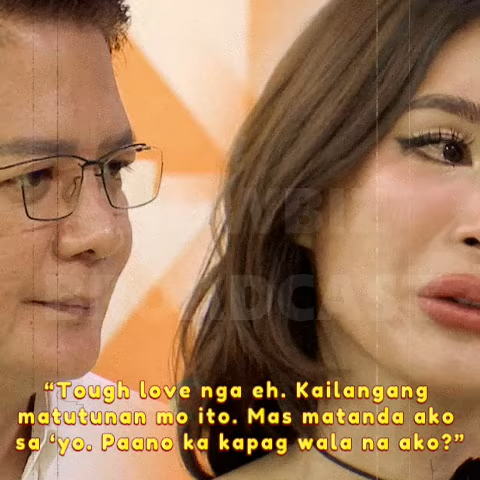 “Tough love nga eh. Kailangang
matutunan mo ito. Mas matanda ako
sa ‘yo. Paano ka kapag wala na ako?”